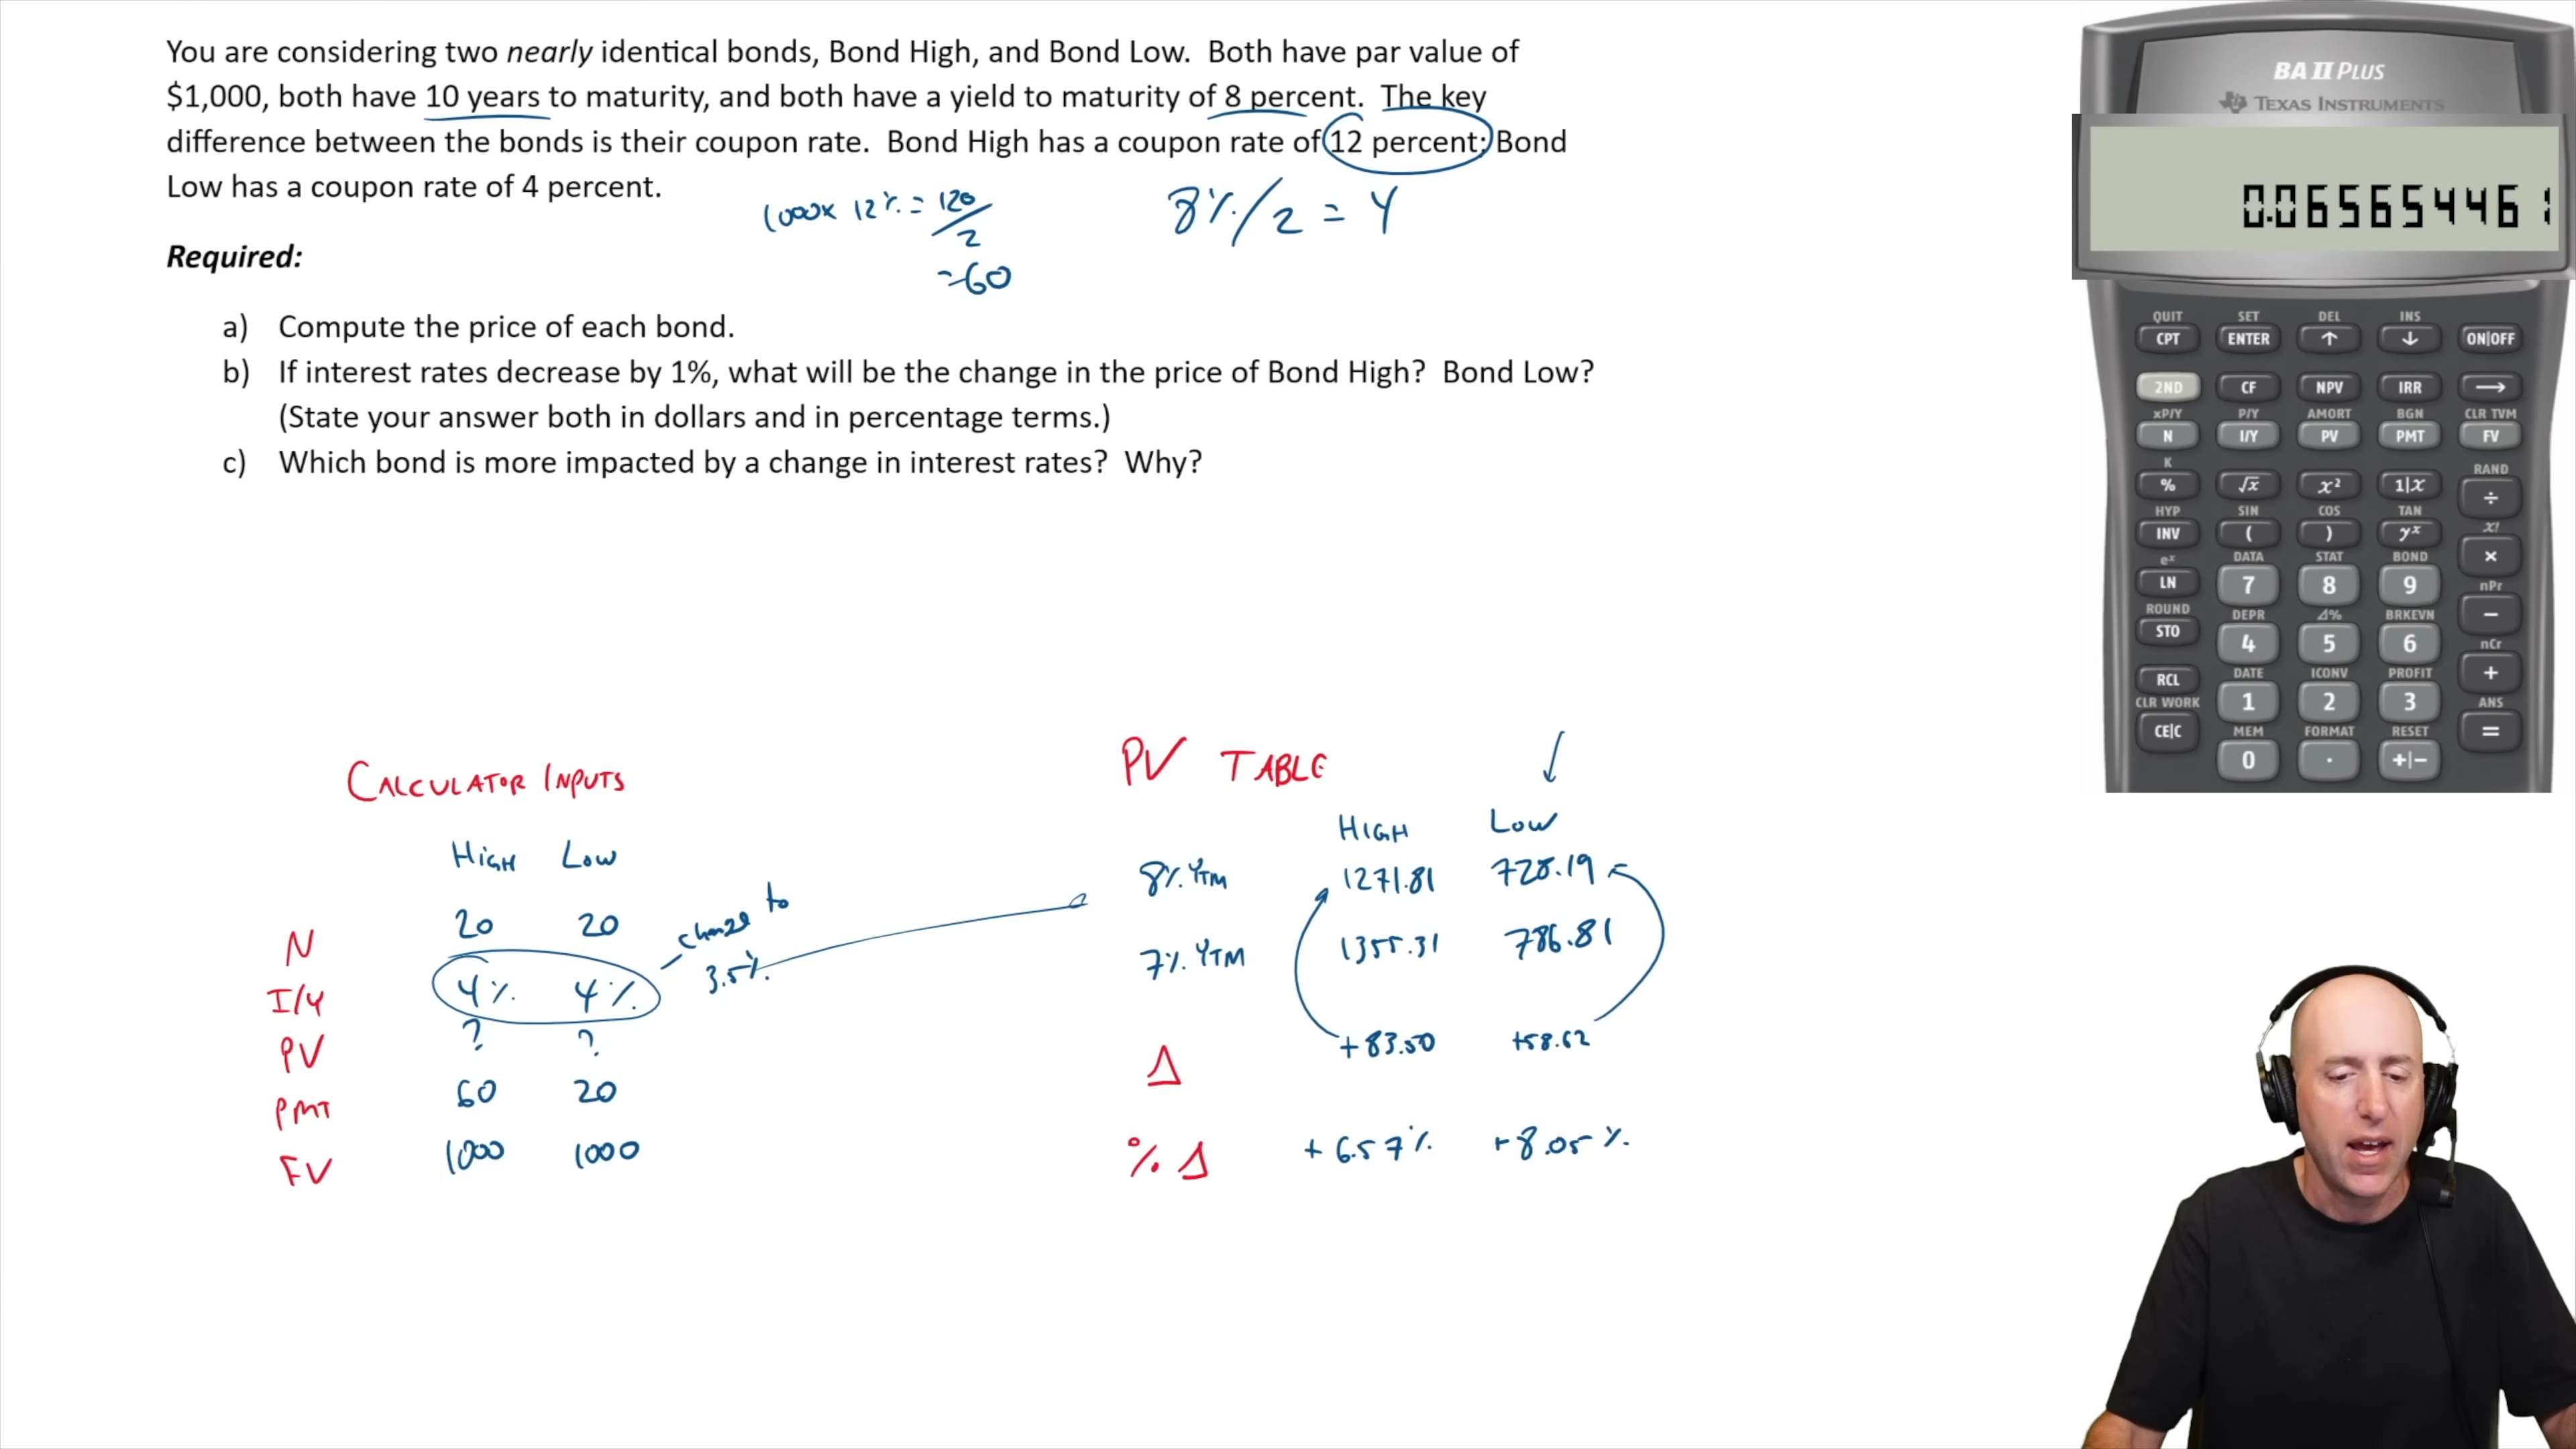 You are considering two nearly identical bonds, Bond High, and Bond Low. Both have par value of
$1,000, both have 10 years to maturity, and both have a yield to maturity of 8 percent. The key
difference between the bonds is their coupon rate. Bond High has a coupon rate of 12 percent; Bond
Low has a coupon rate of 4 percent.
1000x 12% = 120/2
= 60
8%/2 = 4
Required:
a) Compute the price of each bond.
b) If interest rates decrease by 1%, what will be the change in the price of Bond High? Bond Low?
(State your answer both in dollars and in percentage terms.)
c) Which bond is more impacted by a change in interest rates? Why?
CALCULATOR INPUTS
HIGH LOW
N 20 20
I/Y 4% 4%
change to
3.5%
PV ? ?
PMT 60 20
FV 1000 1000
PV TABLE
HIGH LOW
8% YTM 1271.81 728.19
7% YTM 1355.31 786.81
Δ +83.50 +58.62
% Δ +6.57% +8.05%
BA II PLUS
TEXAS INSTRUMENTS
0.065654461
QUIT SET DEL INS
CPT ENTER ↑ ↓ ON|OFF
2ND CF NPV IRR →
xP/Y P/Y AMORT BGN CLR TVM
N I/Y PV PMT FV
K RAND
% √x x² 1|x ÷
HYP SIN COS TAN x!
INV ( ) yˣ ×
eˣ DATA STAT BOND nPr
LN 7 8 9 −
ROUND DEPR Δ% BRKEVN nCr
STO 4 5 6 +
DATE ICONV PROFIT ANS
RCL 1 2 3 =
CLR WORK MEM FORMAT RESET
CE|C 0 . +|−